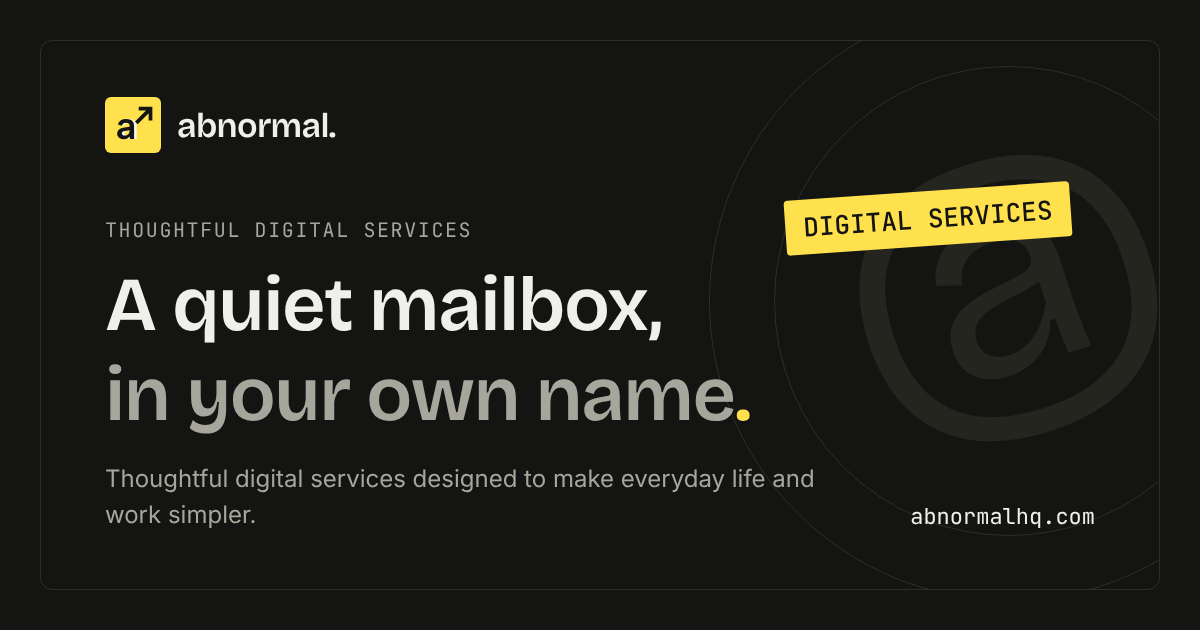 a
abnormal.
THOUGHTFUL DIGITAL SERVICES
DIGITAL SERVICES
A quiet mailbox,
in your own name.
Thoughtful digital services designed to make everyday life and
work simpler.
abnormalhq.com